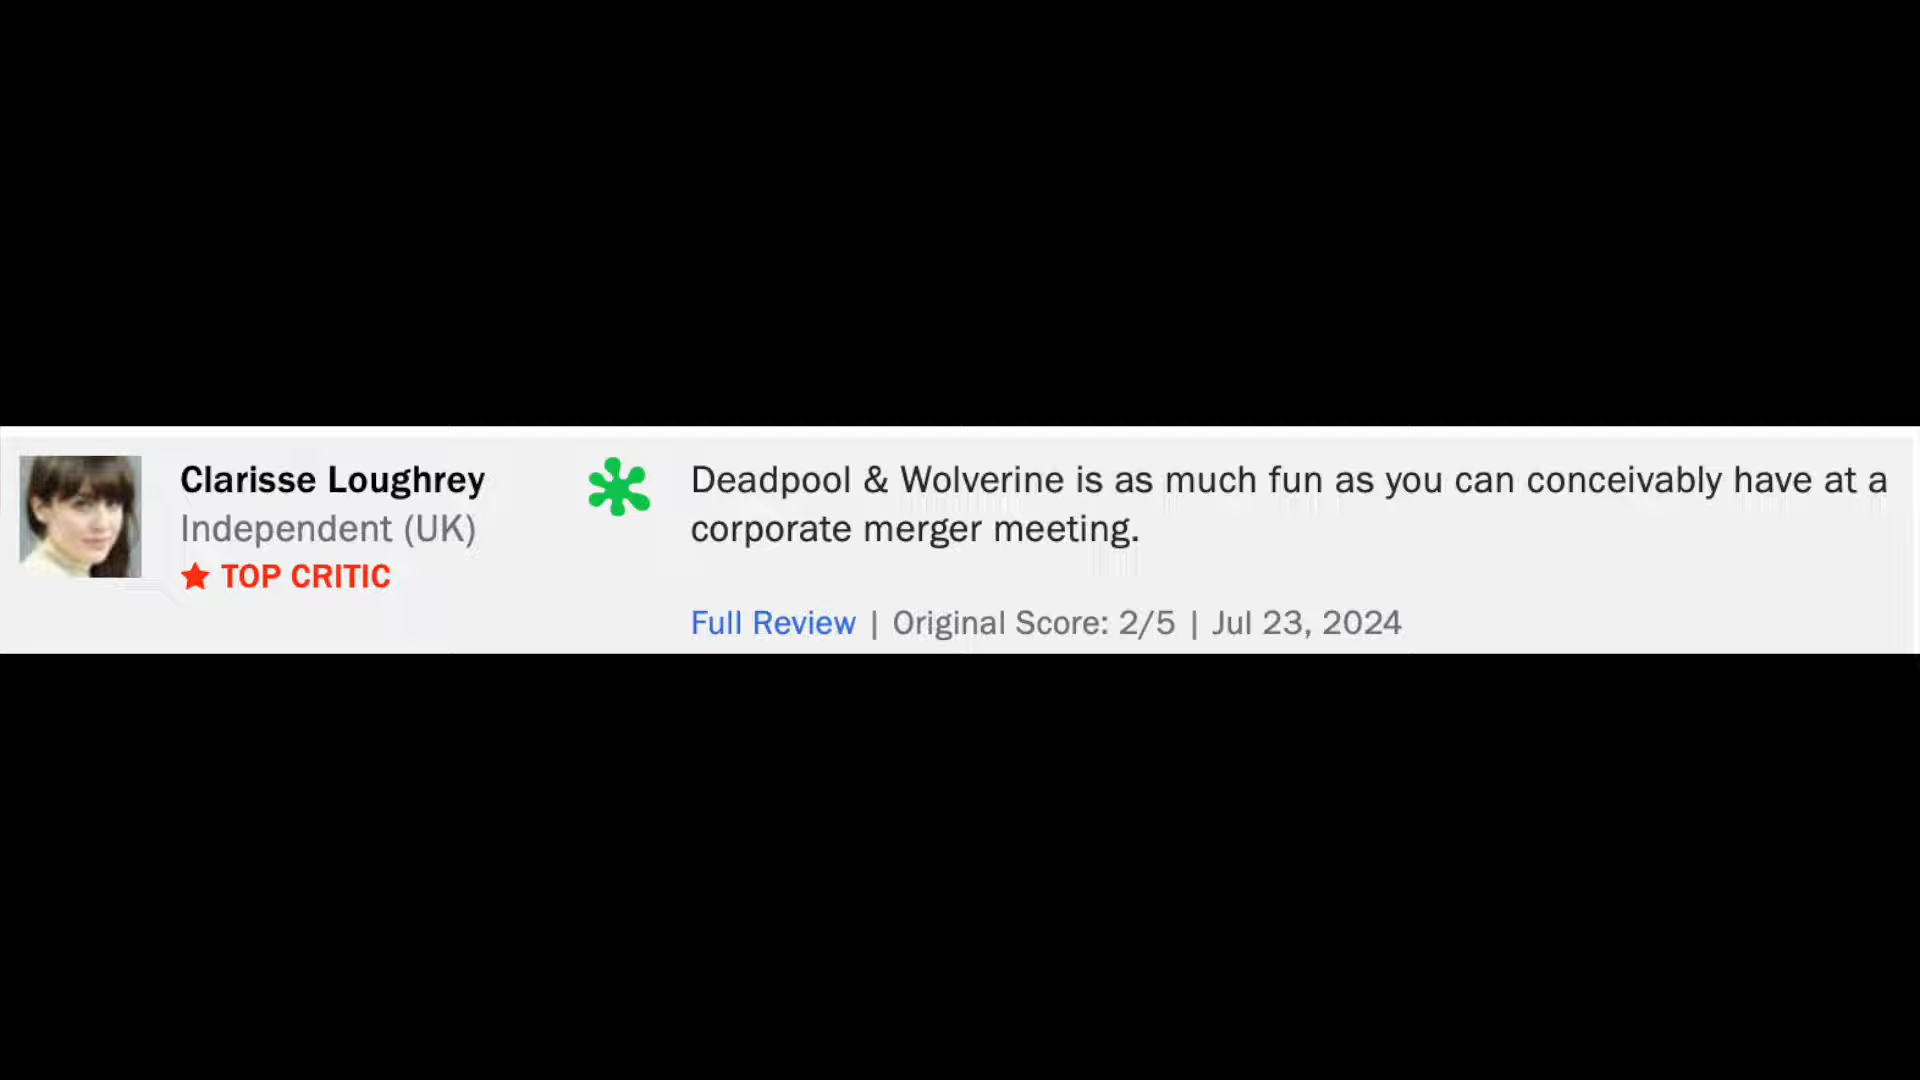 Clarisse Loughrey
Independent (UK)
TOP CRITIC
Deadpool & Wolverine is as much fun as you can conceivably have at a
corporate merger meeting.
Full Review | Original Score: 2/5 | Jul 23, 2024